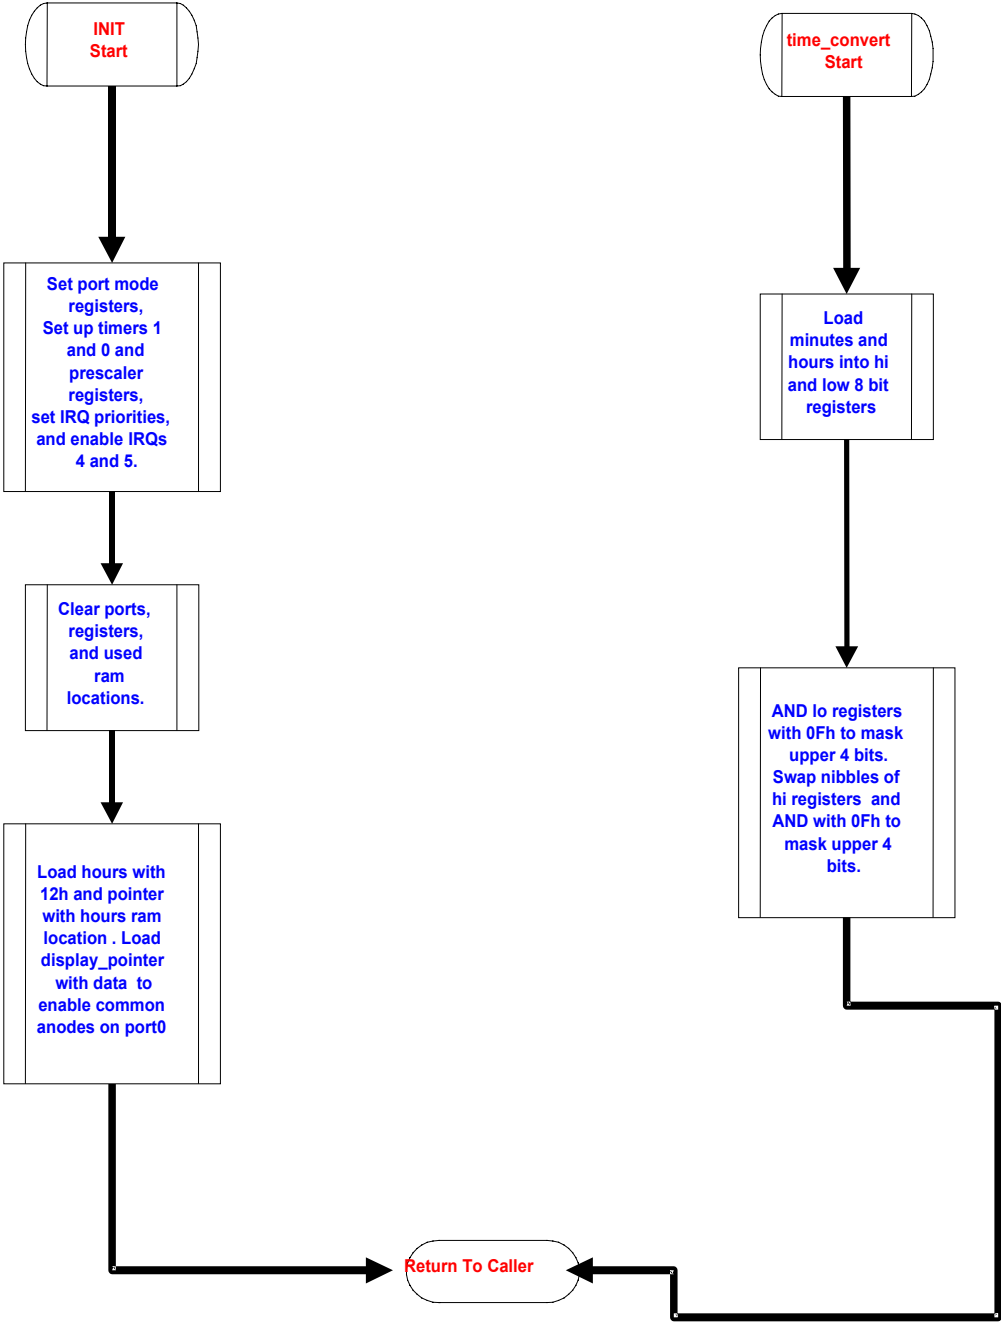 INIT
Start
Set port mode
registers,
Set up timers 1
and 0 and
prescaler
registers,
set IRQ priorities,
and enable IRQs
4 and 5.
Clear ports,
registers,
and used
ram
locations.
Load hours with
12h and pointer
with hours ram
location . Load
display_pointer
with data to
enable common
anodes on port0
time_convert
Start
Load
minutes and
hours into hi
and low 8 bit
registers
AND lo registers
with 0Fh to mask
upper 4 bits.
Swap nibbles of
hi registers and
AND with 0Fh to
mask upper 4
bits.
Return To Caller